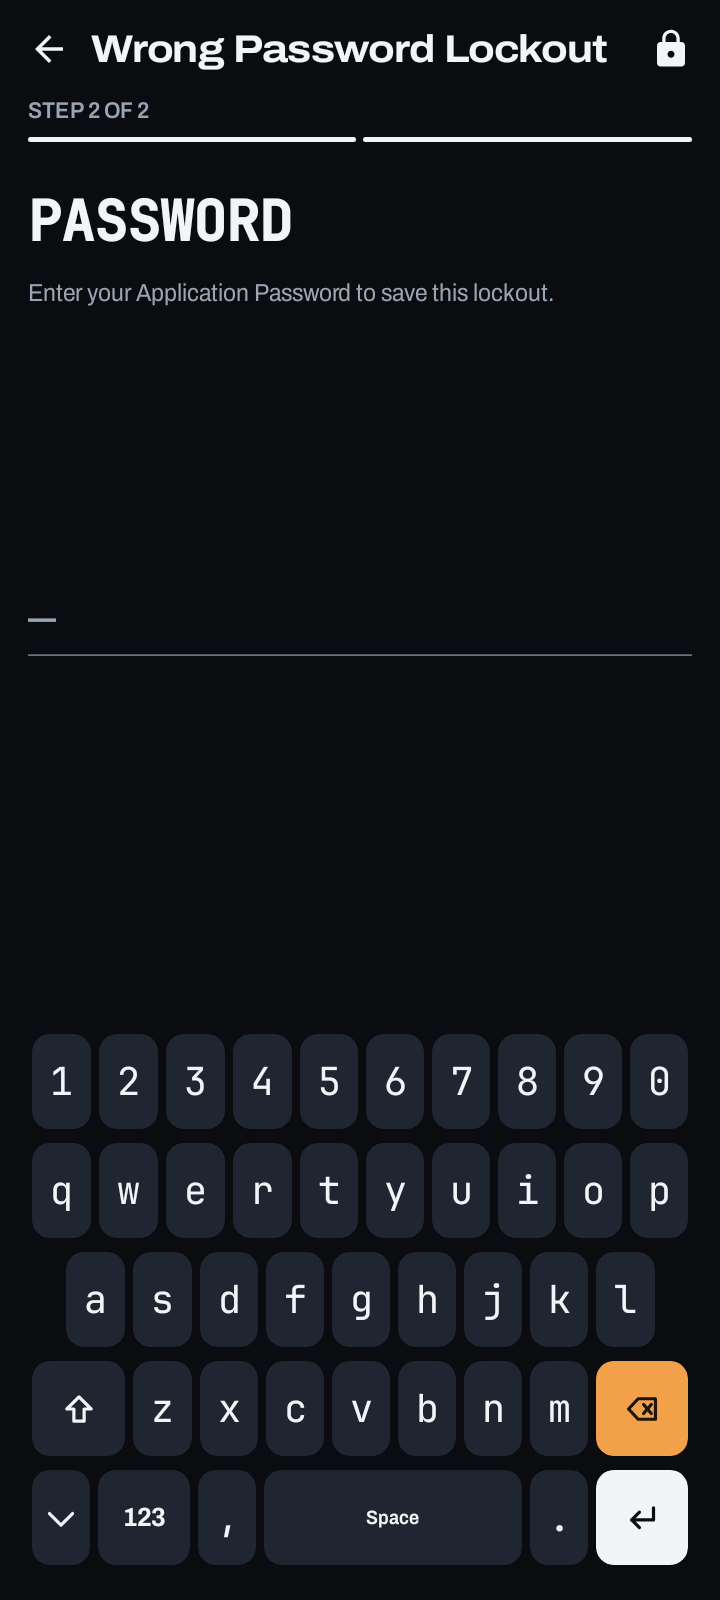 Wrong Password Lockout
STEP 2 OF 2
PASSWORD
Enter your Application Password to save this lockout.
1 2 3 4 5 6 7 8 9 0
q w e r t y u i o p
a s d f g h j k l
z x c v b n m
123 , Space .